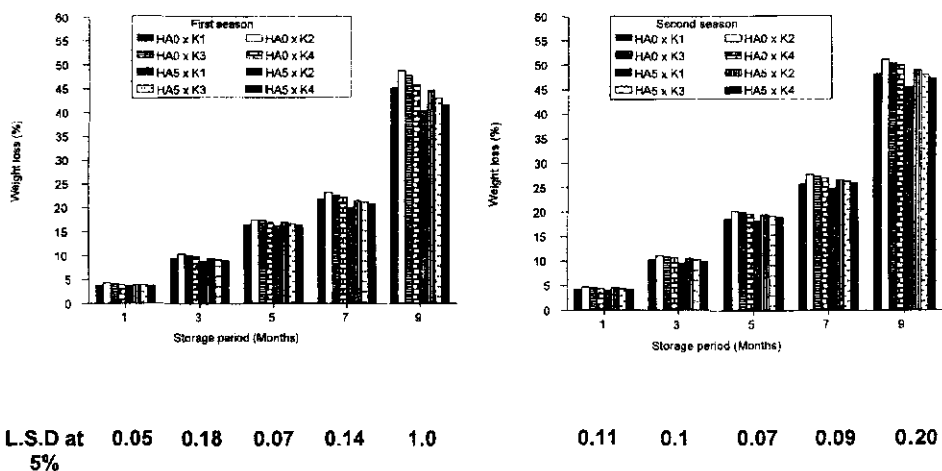 First season
HA0 x K1 HA0 x K2
HA0 x K3 HA0 x K4
HA5 x K1 HA5 x K2
HA5 x K3 HA5 x K4
Weight loss (%)
60
55
50
45
40
35
30
25
20
15
10
5
0
1 3 5 7 9
Storage period (Months)
Second season
HA0 x K1 HA0 x K2
HA0 x K3 HA0 x K4
HA5 x K1 HA5 x K2
HA5 x K3 HA5 x K4
Weight loss (%)
60
55
50
45
40
35
30
25
20
15
10
5
0
1 3 5 7 9
Storage period (Months)
L.S.D at 0.05 0.18 0.07 0.14 1.0 0.11 0.1 0.07 0.09 0.20
5%